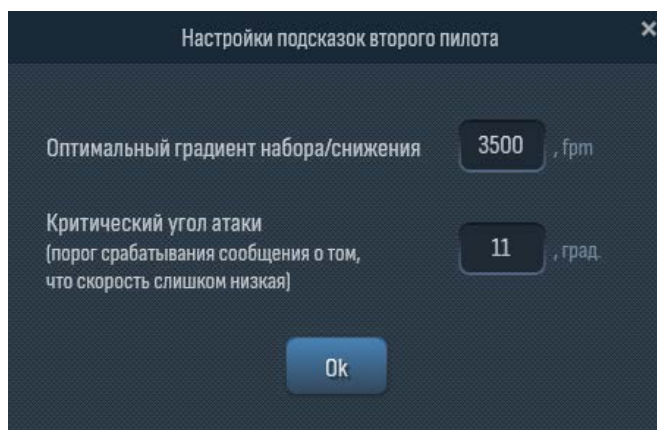 Настройки подсказок второго пилота
×
Оптимальный градиент набора/снижения 3500 , fpm
Критический угол атаки
(порог срабатывания сообщения о том, 11 , град.
что скорость слишком низкая)
Ok